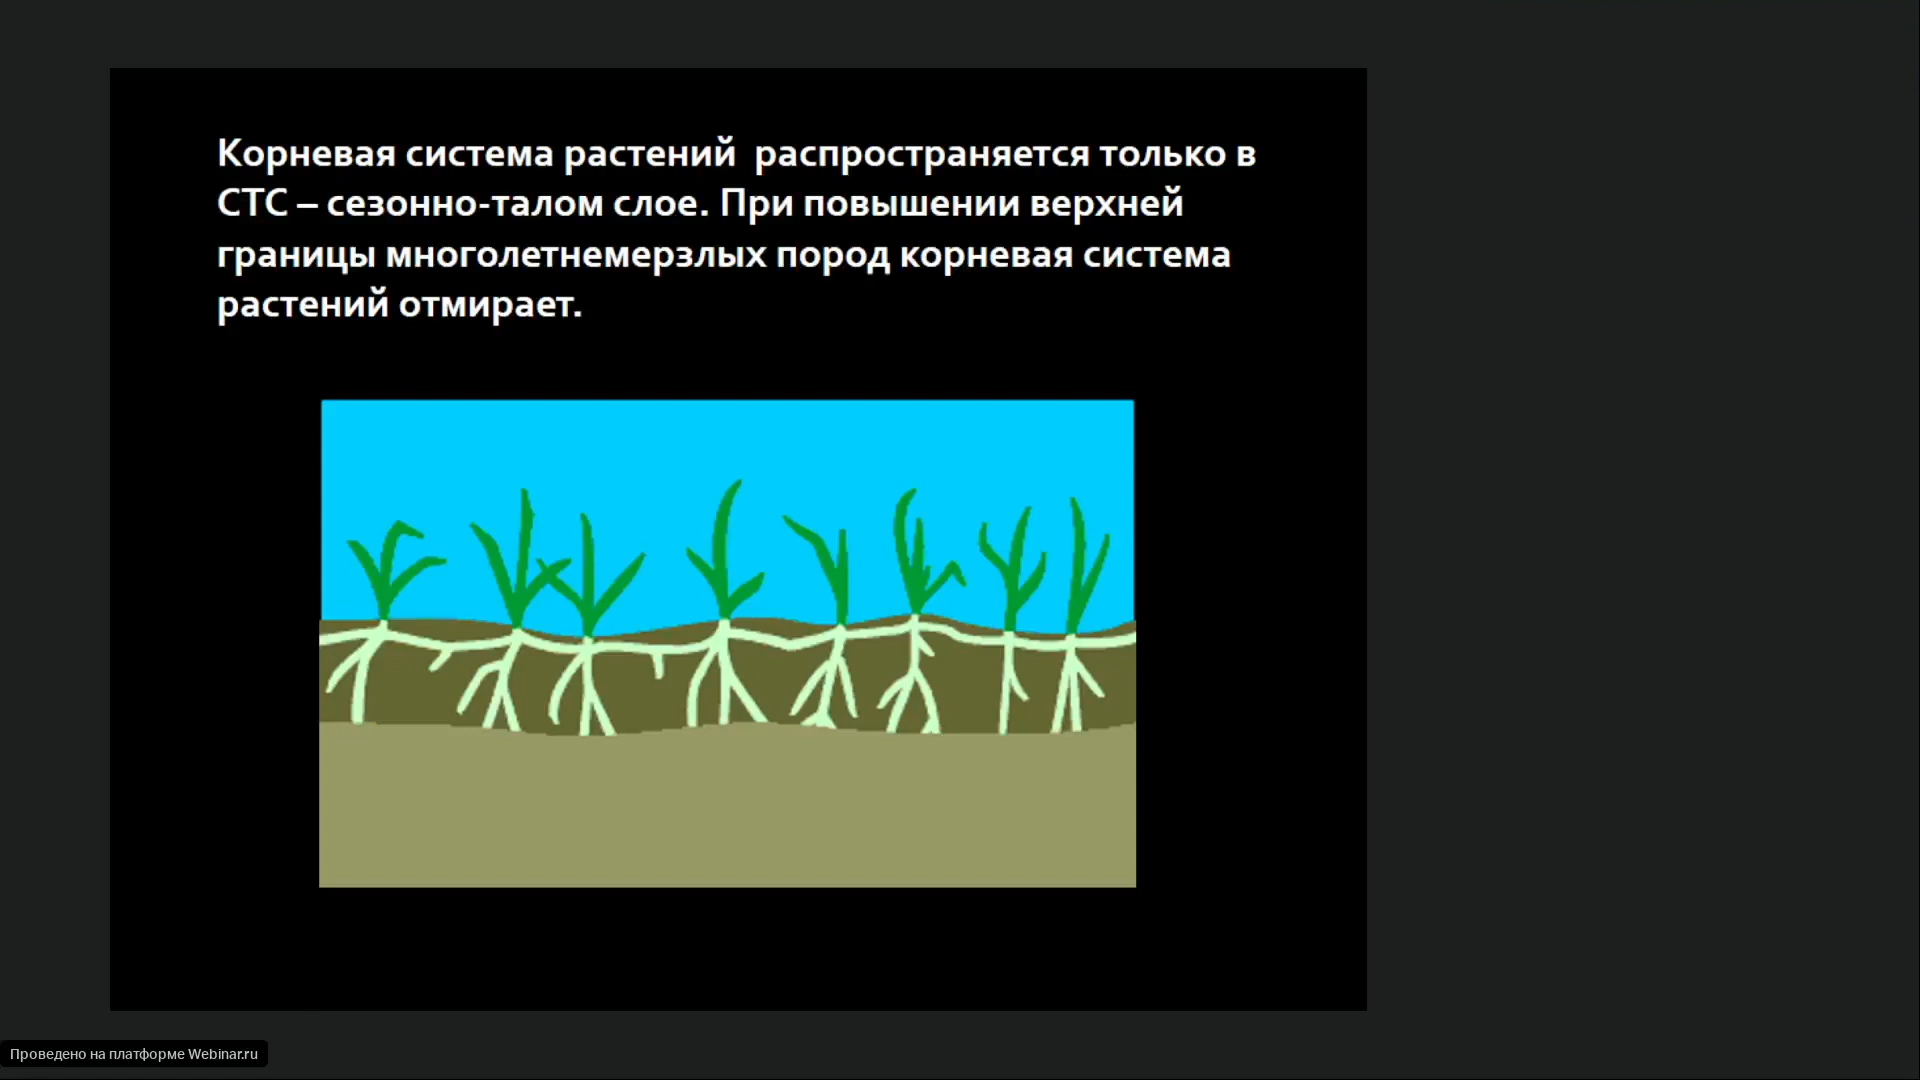 Корневая система растений распространяется только в
СТС – сезонно-талом слое. При повышении верхней
границы многолетнемерзлых пород корневая система
растений отмирает.
Проведено на платформе Webinar.ru